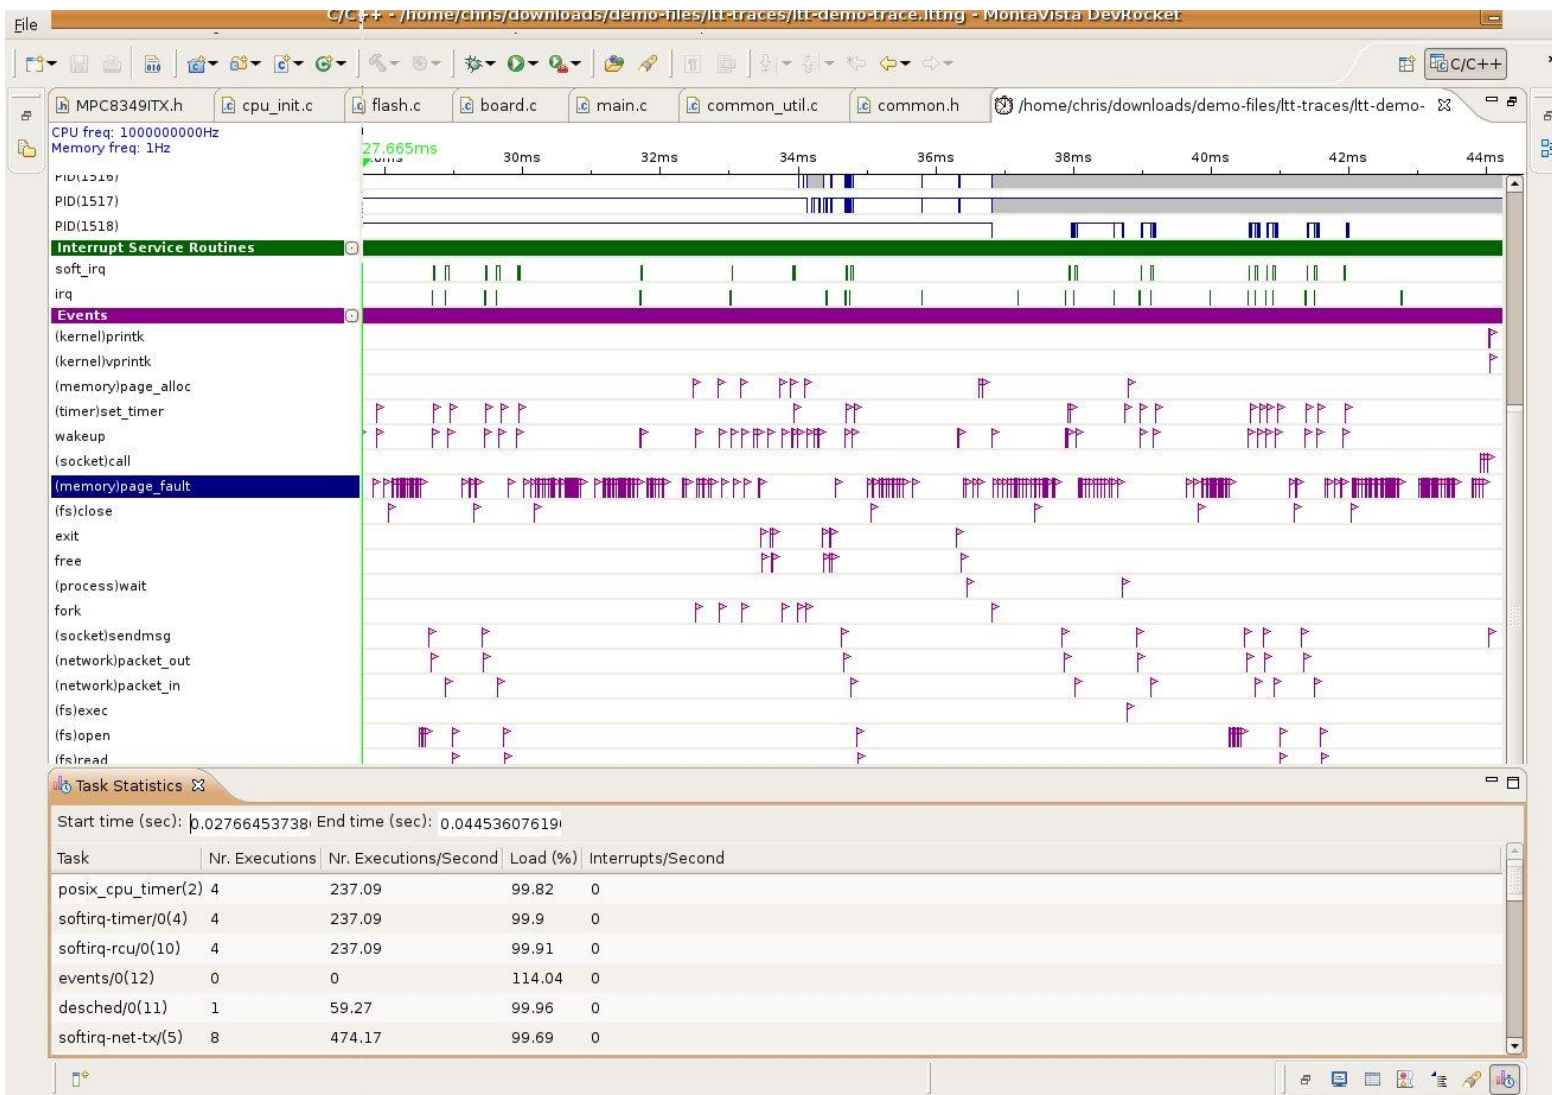 C/C++ - /home/chris/downloads/demo-files/ltt-traces/ltt-demo-trace.lttng - MontaVista DevRocket
File
C/C++
MPC8349ITX.h cpu_init.c flash.c board.c main.c common_util.c common.h /home/chris/downloads/demo-files/ltt-traces/ltt-demo-
CPU freq: 1000000000Hz
Memory freq: 1Hz
27.665ms
30ms 32ms 34ms 36ms 38ms 40ms 42ms 44ms
PID(1516)
PID(1517)
PID(1518)
Interrupt Service Routines
soft_irq
irq
Events
(kernel)printk
(kernel)vprintk
(memory)page_alloc
(timer)set_timer
wakeup
(socket)call
(memory)page_fault
(fs)close
exit
free
(process)wait
fork
(socket)sendmsg
(network)packet_out
(network)packet_in
(fs)exec
(fs)open
(fs)read
Task Statistics
Start time (sec): 0.02766453738 End time (sec): 0.04453607619
Task Nr. Executions Nr. Executions/Second Load (%) Interrupts/Second
posix_cpu_timer(2) 4 237.09 99.82 0
softirq-timer/0(4) 4 237.09 99.9 0
softirq-rcu/0(10) 4 237.09 99.91 0
events/0(12) 0 0 114.04 0
desched/0(11) 1 59.27 99.96 0
softirq-net-tx/(5) 8 474.17 99.69 0